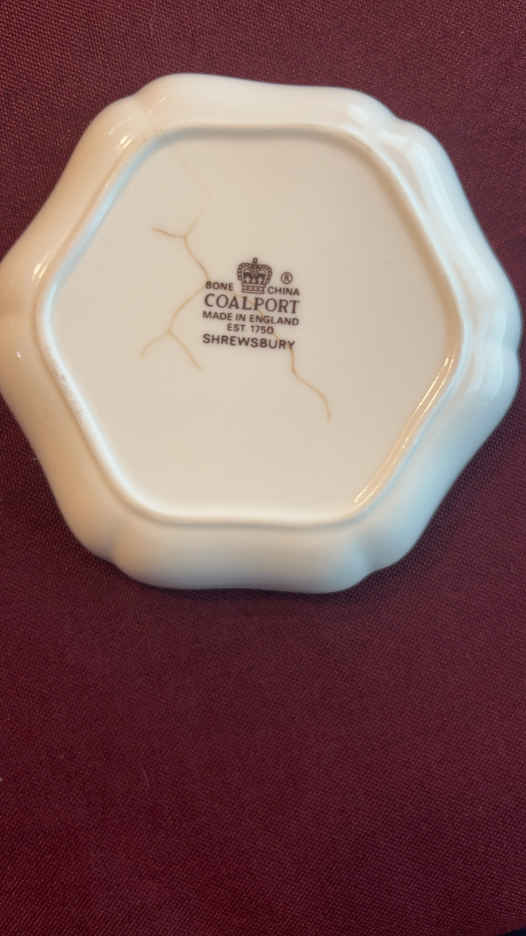 ®
BONE CHINA
COALPORT
MADE IN ENGLAND
EST 1750
SHREWSBURY